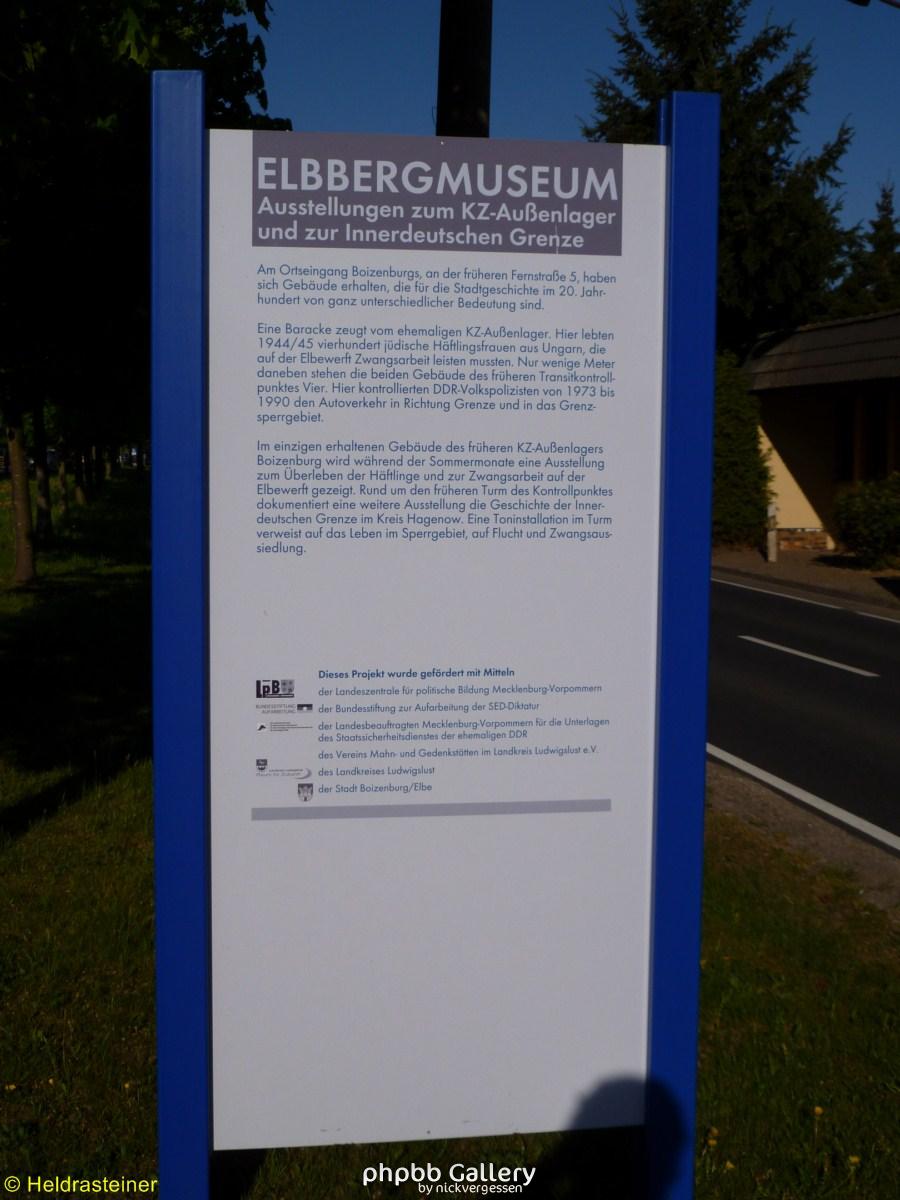 ELBBERGMUSEUM
Ausstellungen zum KZ-Außenlager
und zur Innerdeutschen Grenze
Am Ortseingang Boizenburgs, an der früheren Fernstraße 5, haben
sich Gebäude erhalten, die für die Stadtgeschichte im 20. Jahr-
hundert von ganz unterschiedlicher Bedeutung sind.
Eine Baracke zeugt vom ehemaligen KZ-Außenlager. Hier lebten
1944/45 vierhundert jüdische Häftlingsfrauen aus Ungarn, die
auf der Elbewerft Zwangsarbeit leisten mussten. Nur wenige Meter
daneben stehen die beiden Gebäude des früheren Transitkontroll-
punktes Vier. Hier kontrollierten DDR-Volkspolizisten von 1973 bis
1990 den Autoverkehr in Richtung Grenze und in das Grenz-
sperrgebiet.
Im einzigen erhaltenen Gebäude des früheren KZ-Außenlagers
Boizenburg wird während der Sommermonate eine Ausstellung
zum Überleben der Häftlinge und zur Zwangsarbeit auf der
Elbewerft gezeigt. Rund um den früheren Turm des Kontrollpunktes
dokumentiert eine weitere Ausstellung die Geschichte der Inner-
deutschen Grenze im Kreis Hagenow. Eine Toninstallation im Turm
verweist auf das Leben im Sperrgebiet, auf Flucht und Zwangsaus-
siedlung.
Dieses Projekt wurde gefördert mit Mitteln
LpB der Landeszentrale für politische Bildung Mecklenburg-Vorpommern
BUNDESSTIFTUNG AUFARBEITUNG der Bundesstiftung zur Aufarbeitung der SED-Diktatur
der Landesbeauftragten Mecklenburg-Vorpommern für die Unterlagen
des Staatssicherheitsdienstes der ehemaligen DDR
des Vereins Mahn- und Gedenkstätten im Landkreis Ludwigslust e.V.
des Landkreises Ludwigslust
der Stadt Boizenburg/Elbe
© Heldrasteiner
phpbb Gallery
by nickvergessen